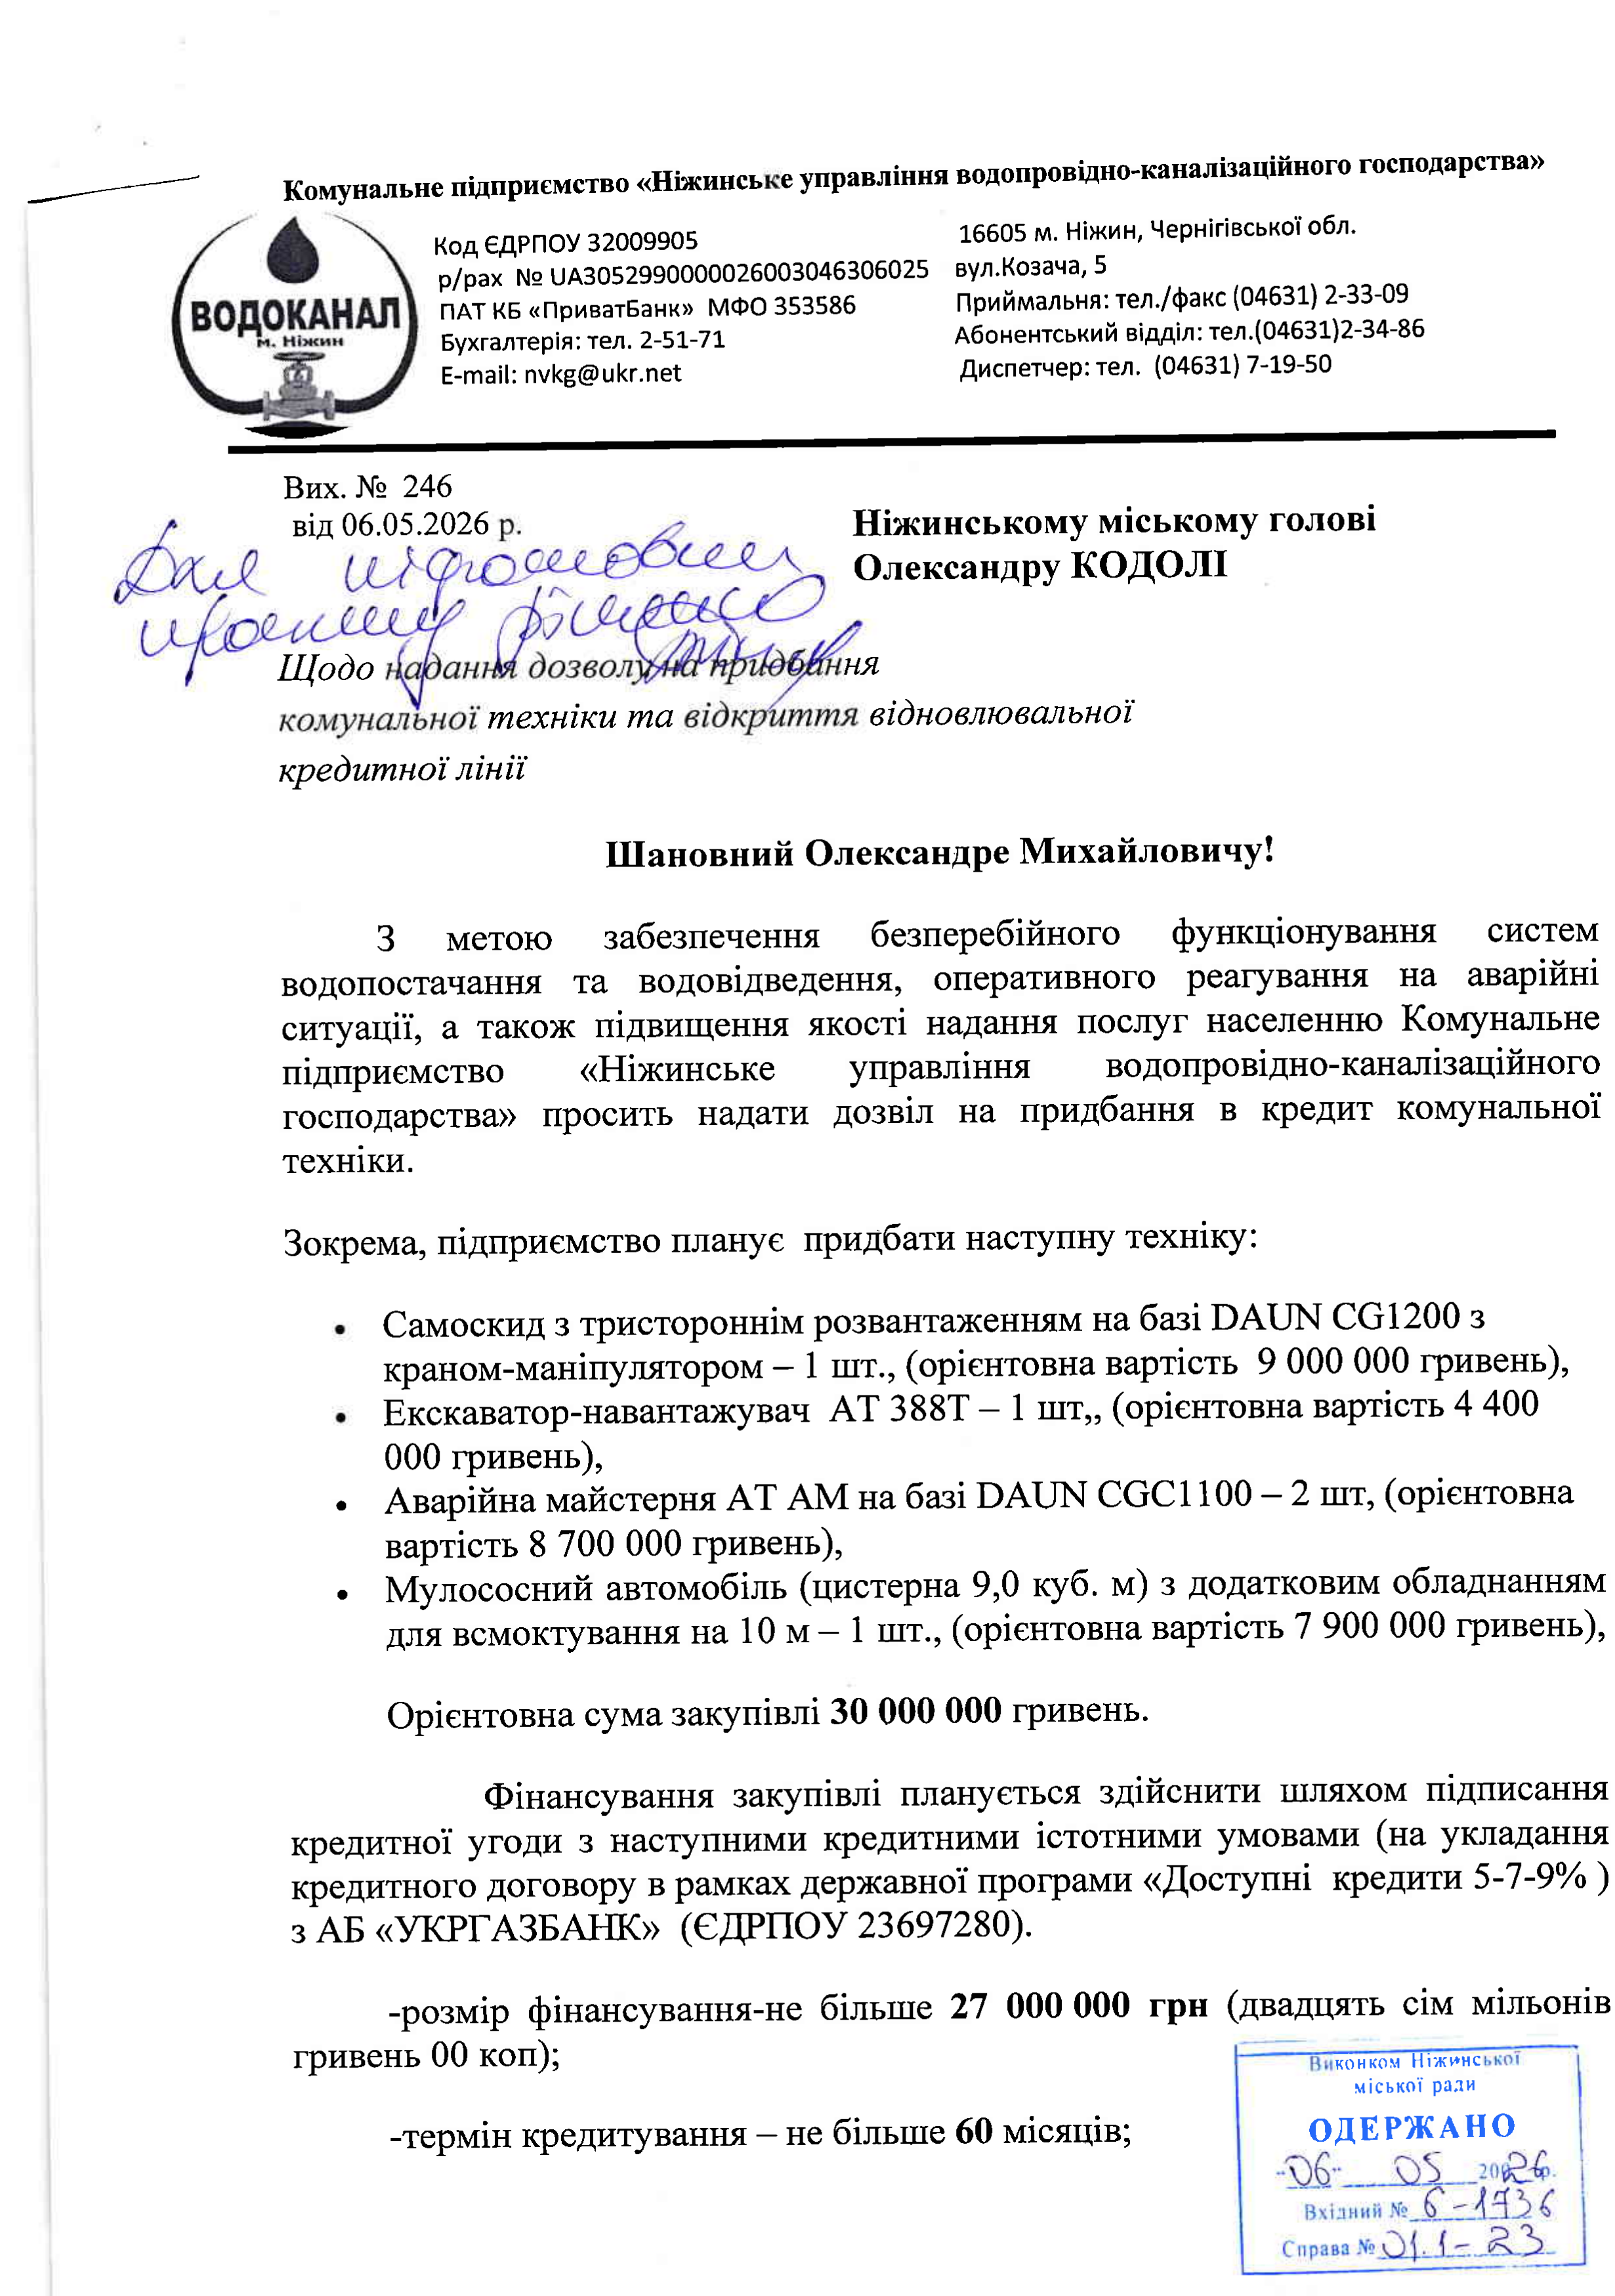 Комунальне підприємство «Ніжинське управління водопровідно-каналізаційного господарства»
ВОДОКАНАЛ
м. Ніжин
Код ЄДРПОУ 32009905
р/рах № UA3052990000026003046306025
ПАТ КБ «ПриватБанк» МФО 353586
Бухгалтерія: тел. 2-51-71
E-mail: nvkg@ukr.net
16605 м. Ніжин, Чернігівської обл.
вул.Козача, 5
Приймальня: тел./факс (04631) 2-33-09
Абонентський відділ: тел.(04631)2-34-86
Диспетчер: тел. (04631) 7-19-50
Вих. № 246
від 06.05.2026 р.
Ніжинському міському голові
Олександру КОДОЛІ
Для підготовки
проекту рішення
Щодо надання дозволу на придбання
комунальної техніки та відкриття відновлювальної
кредитної лінії
Шановний Олександре Михайловичу!
З метою забезпечення безперебійного функціонування систем
водопостачання та водовідведення, оперативного реагування на аварійні
ситуації, а також підвищення якості надання послуг населенню Комунальне
підприємство «Ніжинське управління водопровідно-каналізаційного
господарства» просить надати дозвіл на придбання в кредит комунальної
техніки.
Зокрема, підприємство планує придбати наступну техніку:
• Самоскид з тристороннім розвантаженням на базі DAUN CG1200 з
краном-маніпулятором – 1 шт., (орієнтовна вартість 9 000 000 гривень),
• Екскаватор-навантажувач АТ 388Т – 1 шт,, (орієнтовна вартість 4 400
000 гривень),
• Аварійна майстерня АТ АМ на базі DAUN CGC1100 – 2 шт, (орієнтовна
вартість 8 700 000 гривень),
• Мулососний автомобіль (цистерна 9,0 куб. м) з додатковим обладнанням
для всмоктування на 10 м – 1 шт., (орієнтовна вартість 7 900 000 гривень),
Орієнтовна сума закупівлі 30 000 000 гривень.
Фінансування закупівлі планується здійснити шляхом підписання
кредитної угоди з наступними кредитними істотними умовами (на укладання
кредитного договору в рамках державної програми «Доступні кредити 5-7-9% )
з АБ «УКРГАЗБАНК» (ЄДРПОУ 23697280).
-розмір фінансування-не більше 27 000 000 грн (двадцять сім мільонів
гривень 00 коп);
-термін кредитування – не більше 60 місяців;
Виконком Ніжинської
міської ради
ОДЕРЖАНО
"06" 05 2026 р.
Вхідний № 6-1736
Справа № 01.1-23